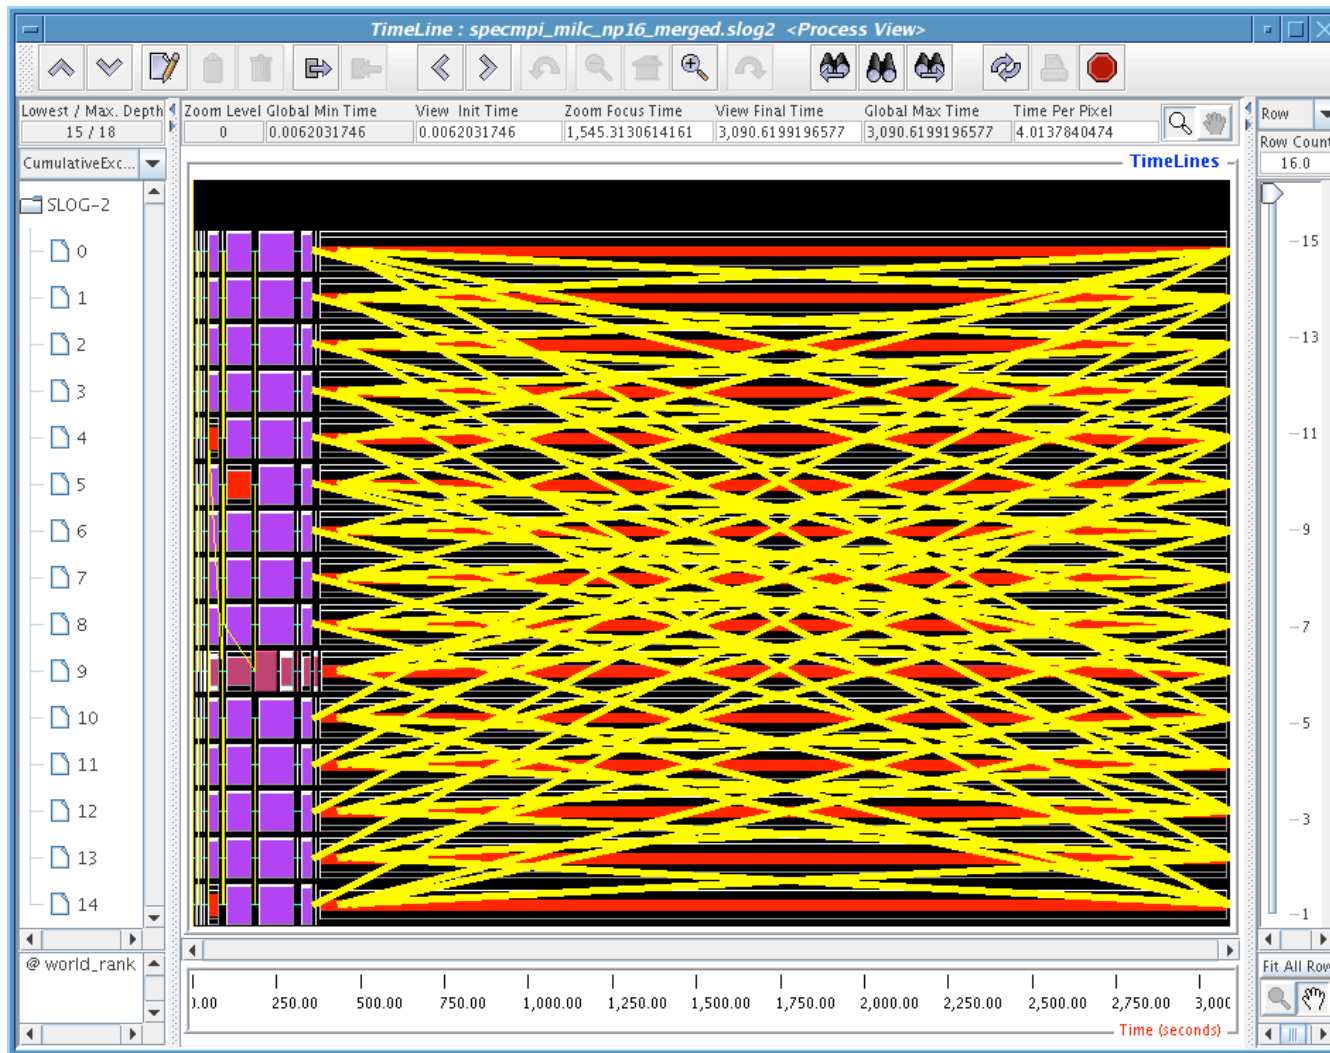 TimeLine : specmpi_milc_np16_merged.slog2 <Process View>
Lowest / Max. Depth
15 / 18
Zoom Level Global Min Time View Init Time Zoom Focus Time View Final Time Global Max Time Time Per Pixel
0 0.0062031746 0.0062031746 1,545.3130614161 3,090.6199196577 3,090.6199196577 4.0137840474
Row
Row Count
16.0
CumulativeExc...
TimeLines
SLOG-2
0
1
2
3
4
5
6
7
8
9
10
11
12
13
14
15
13
11
9
7
5
3
1
@ world_rank
Fit All Row
0.00 250.00 500.00 750.00 1,000.00 1,250.00 1,500.00 1,750.00 2,000.00 2,250.00 2,500.00 2,750.00 3,000
Time (seconds)